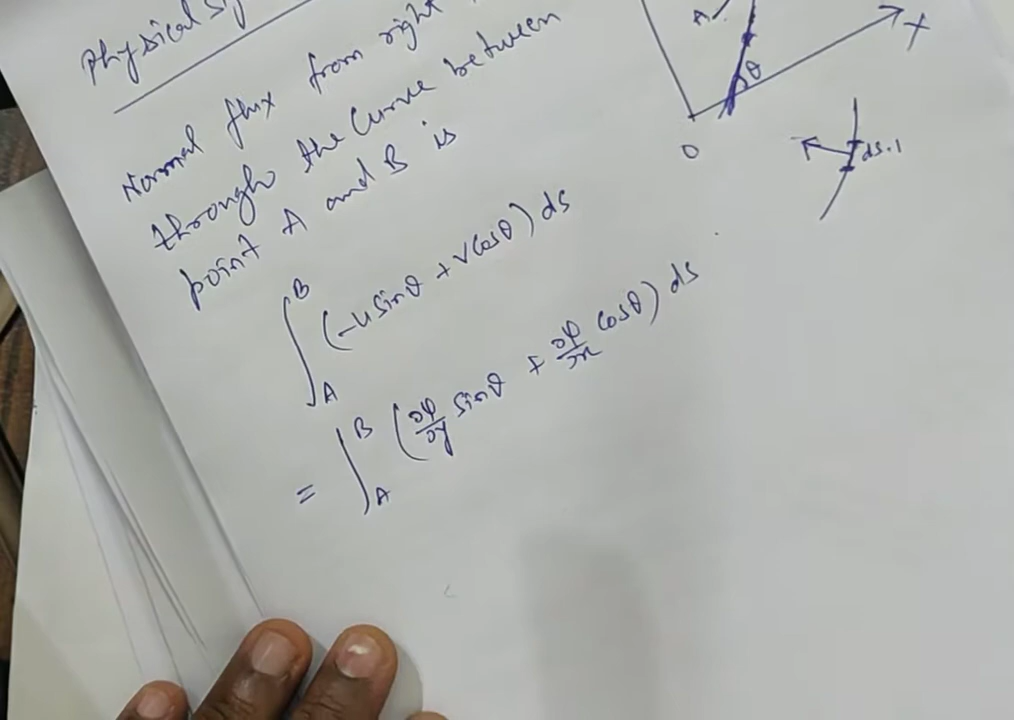 Physical
Normal flux from right
through the Curve between
point A and B is
∫_A^B (-u sinθ + v cosθ) ds
= ∫_A^B (∂ψ/∂y sinθ + ∂ψ/∂x cosθ) ds
A
θ
X
O
ds.1